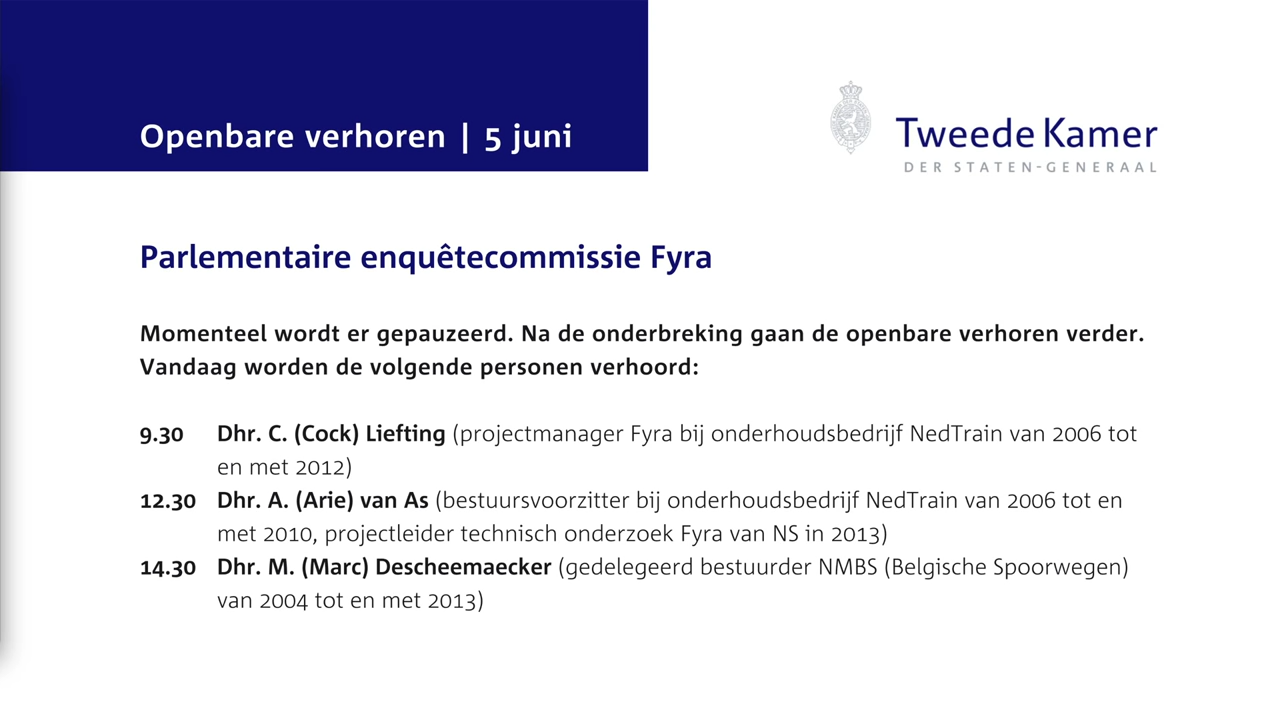 Openbare verhoren | 5 juni
Tweede Kamer
DER STATEN-GENERAAL
Parlementaire enquêtecommissie Fyra
Momenteel wordt er gepauzeerd. Na de onderbreking gaan de openbare verhoren verder.
Vandaag worden de volgende personen verhoord:
9.30 Dhr. C. (Cock) Liefting (projectmanager Fyra bij onderhoudsbedrijf NedTrain van 2006 tot
en met 2012)
12.30 Dhr. A. (Arie) van As (bestuursvoorzitter bij onderhoudsbedrijf NedTrain van 2006 tot en
met 2010, projectleider technisch onderzoek Fyra van NS in 2013)
14.30 Dhr. M. (Marc) Descheemaecker (gedelegeerd bestuurder NMBS (Belgische Spoorwegen)
van 2004 tot en met 2013)